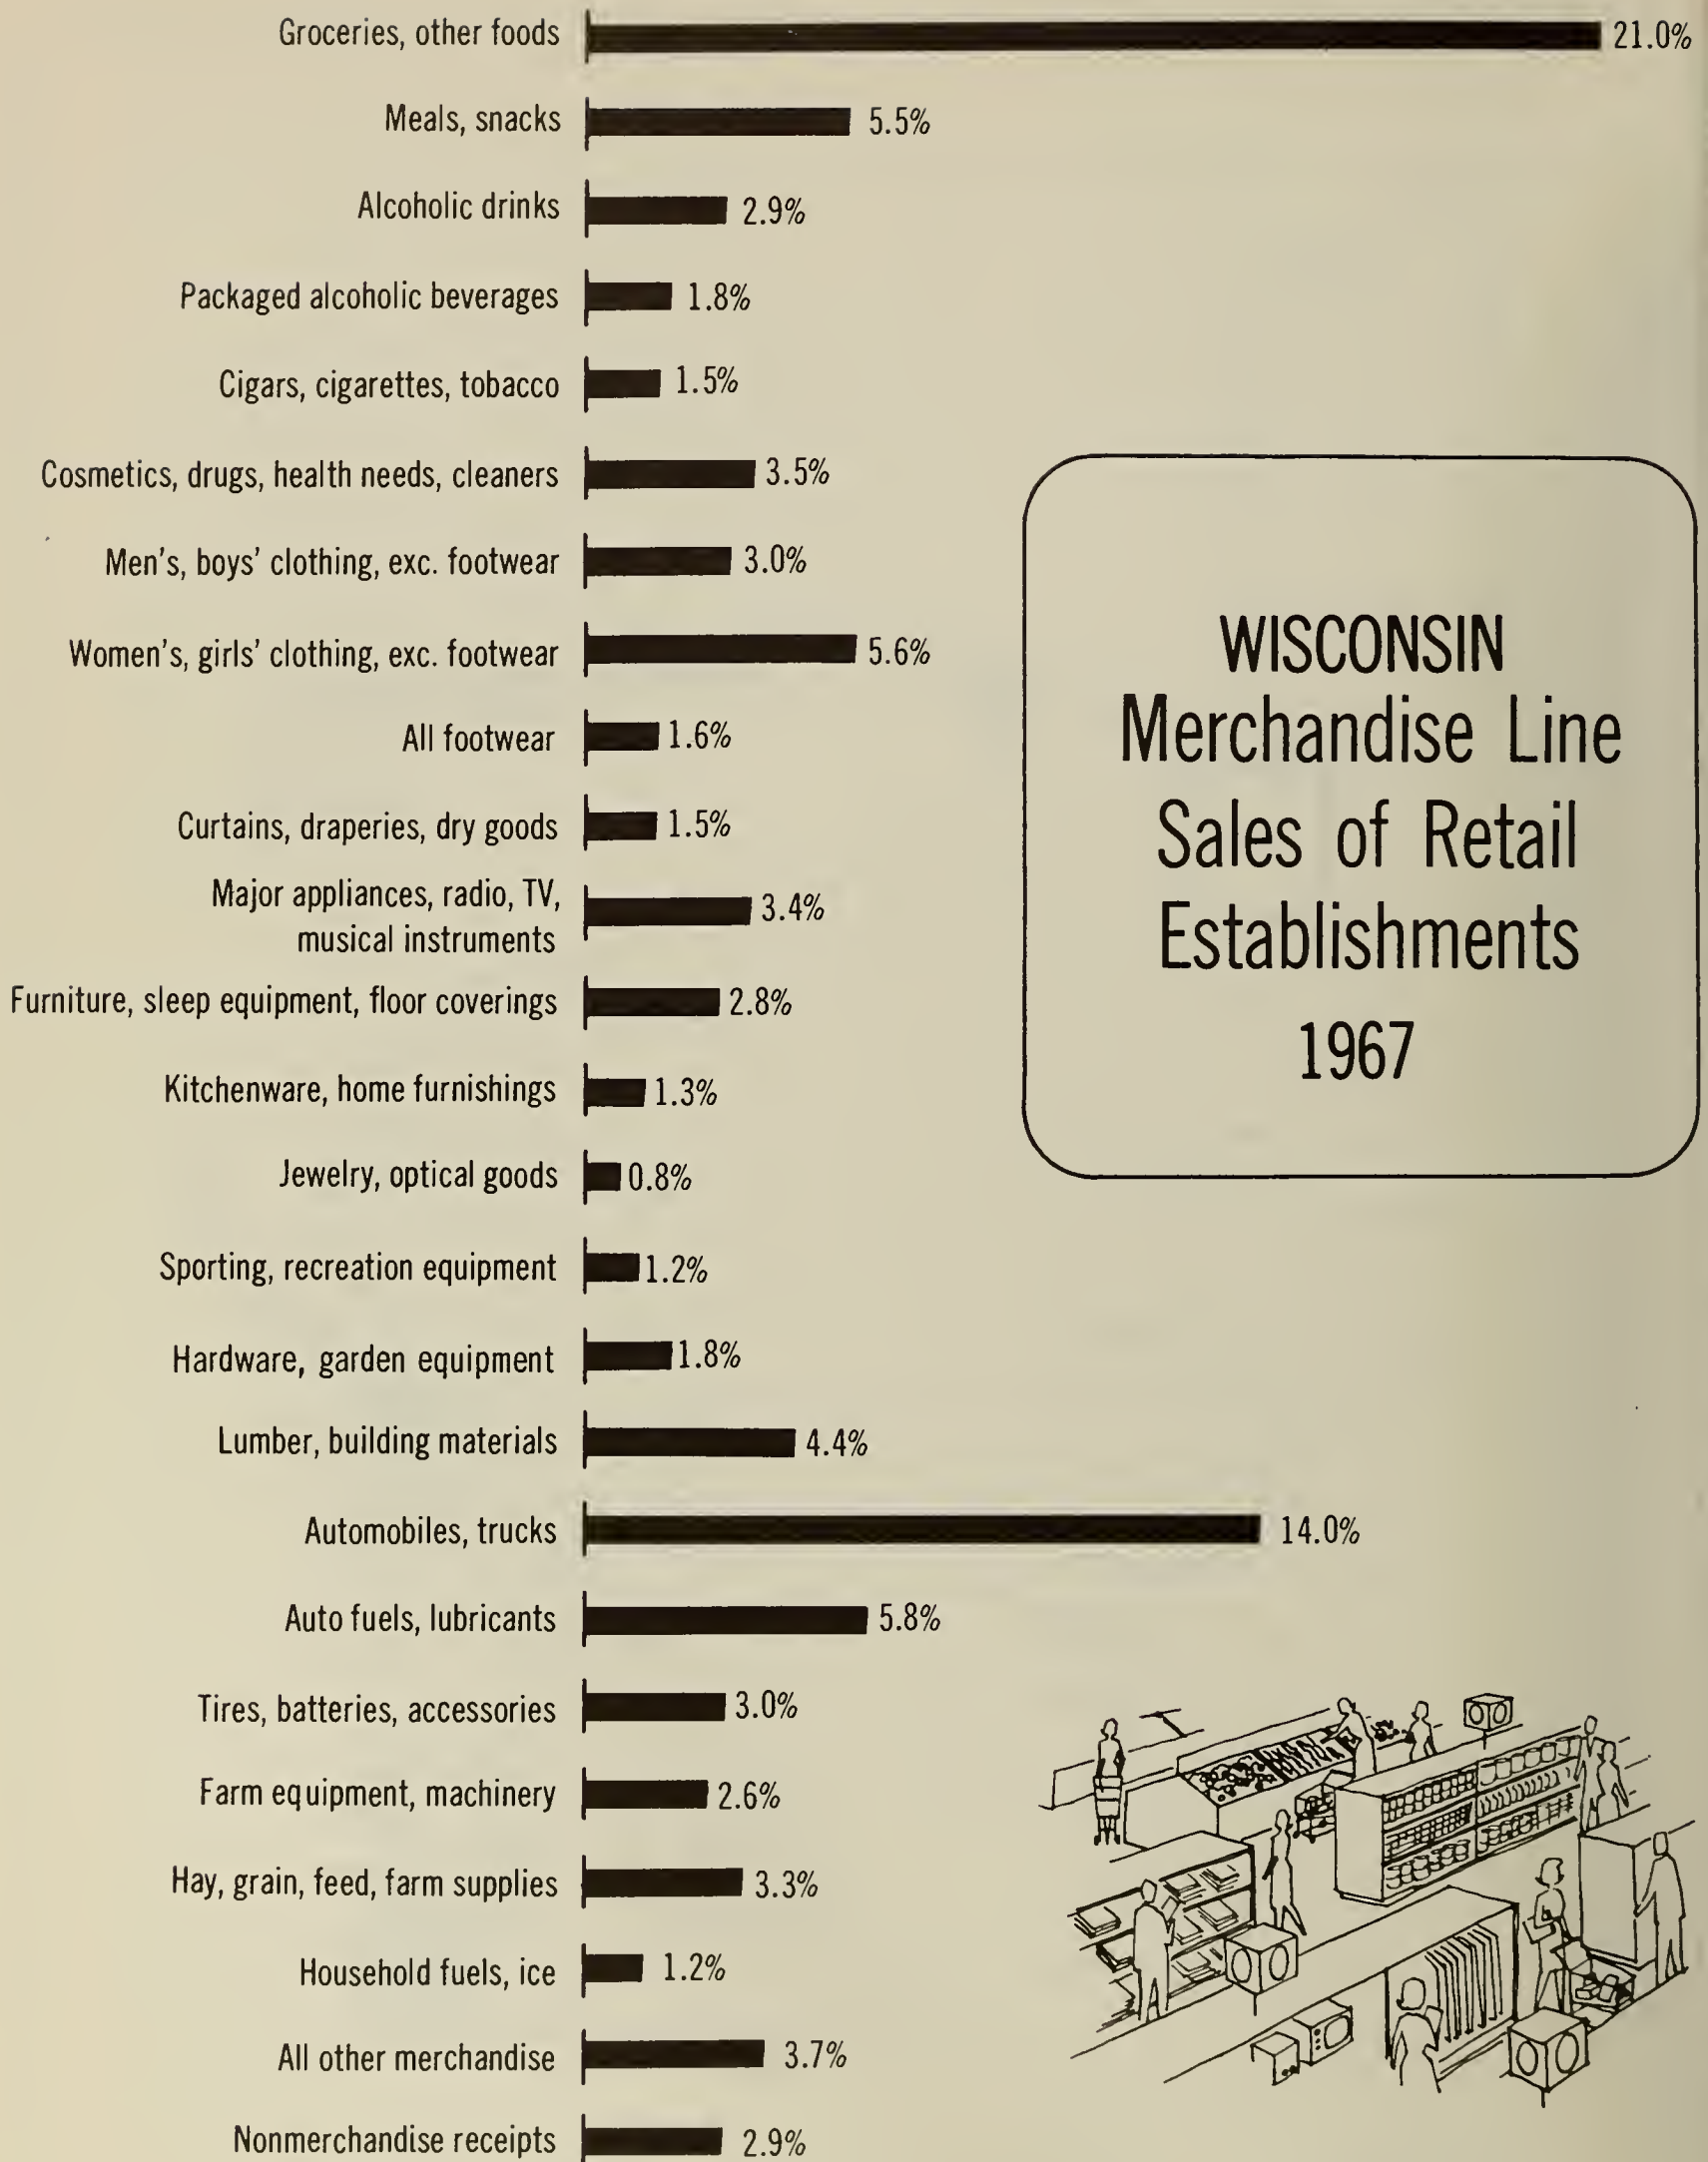 Groceries, other foods 21.0%
Meals, snacks 5.5%
Alcoholic drinks 2.9%
Packaged alcoholic beverages 1.8%
Cigars, cigarettes, tobacco 1.5%
Cosmetics, drugs, health needs, cleaners 3.5%
Men's, boys' clothing, exc. footwear 3.0%
Women's, girls' clothing, exc. footwear 5.6%
All footwear 1.6%
Curtains, draperies, dry goods 1.5%
Major appliances, radio, TV,
musical instruments 3.4%
Furniture, sleep equipment, floor coverings 2.8%
Kitchenware, home furnishings 1.3%
Jewelry, optical goods 0.8%
Sporting, recreation equipment 1.2%
Hardware, garden equipment 1.8%
Lumber, building materials 4.4%
Automobiles, trucks 14.0%
Auto fuels, lubricants 5.8%
Tires, batteries, accessories 3.0%
Farm equipment, machinery 2.6%
Hay, grain, feed, farm supplies 3.3%
Household fuels, ice 1.2%
All other merchandise 3.7%
Nonmerchandise receipts 2.9%
WISCONSIN
Merchandise Line
Sales of Retail
Establishments
1967